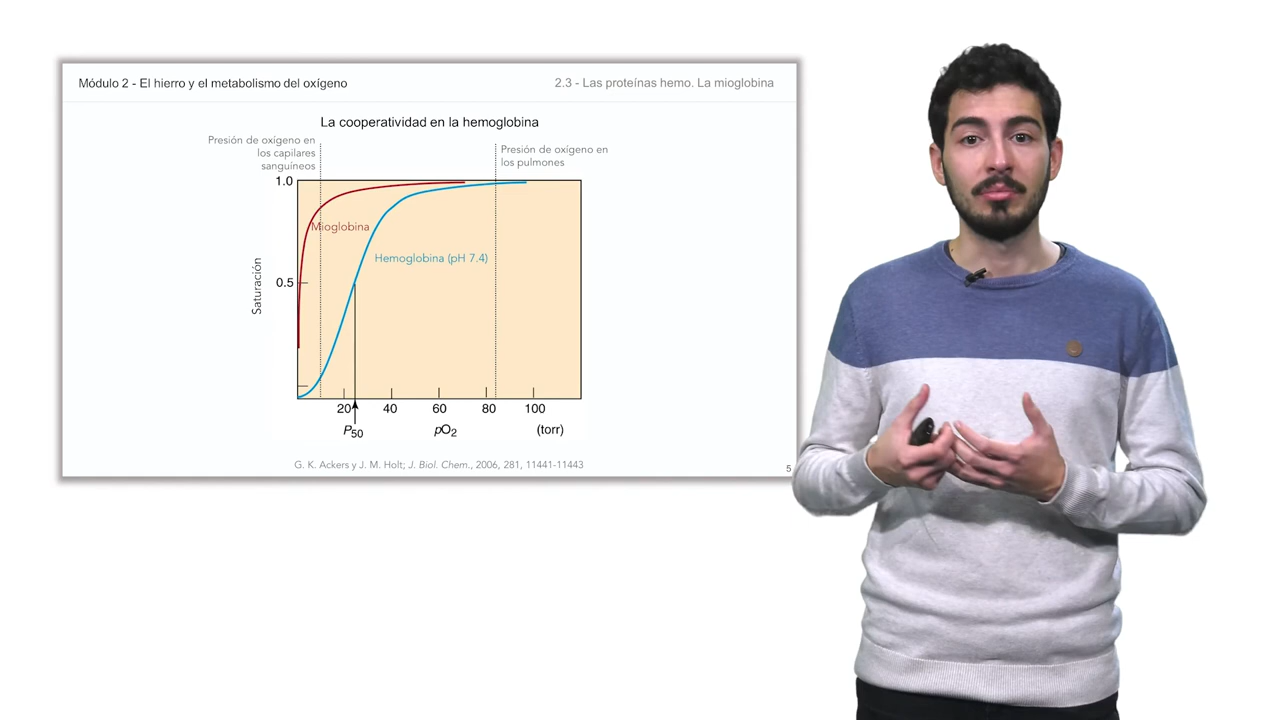 Módulo 2 - El hierro y el metabolismo del oxígeno
2.3 - Las proteínas hemo. La mioglobina
La cooperatividad en la hemoglobina
Presión de oxígeno en
los capilares
sanguíneos
Presión de oxígeno en
los pulmones
1.0
Mioglobina
Hemoglobina (pH 7.4)
Saturación
0.5
20 40 60 80 100
P50 pO2 (torr)
G. K. Ackers y J. M. Holt; J. Biol. Chem., 2006, 281, 11441-11443
5